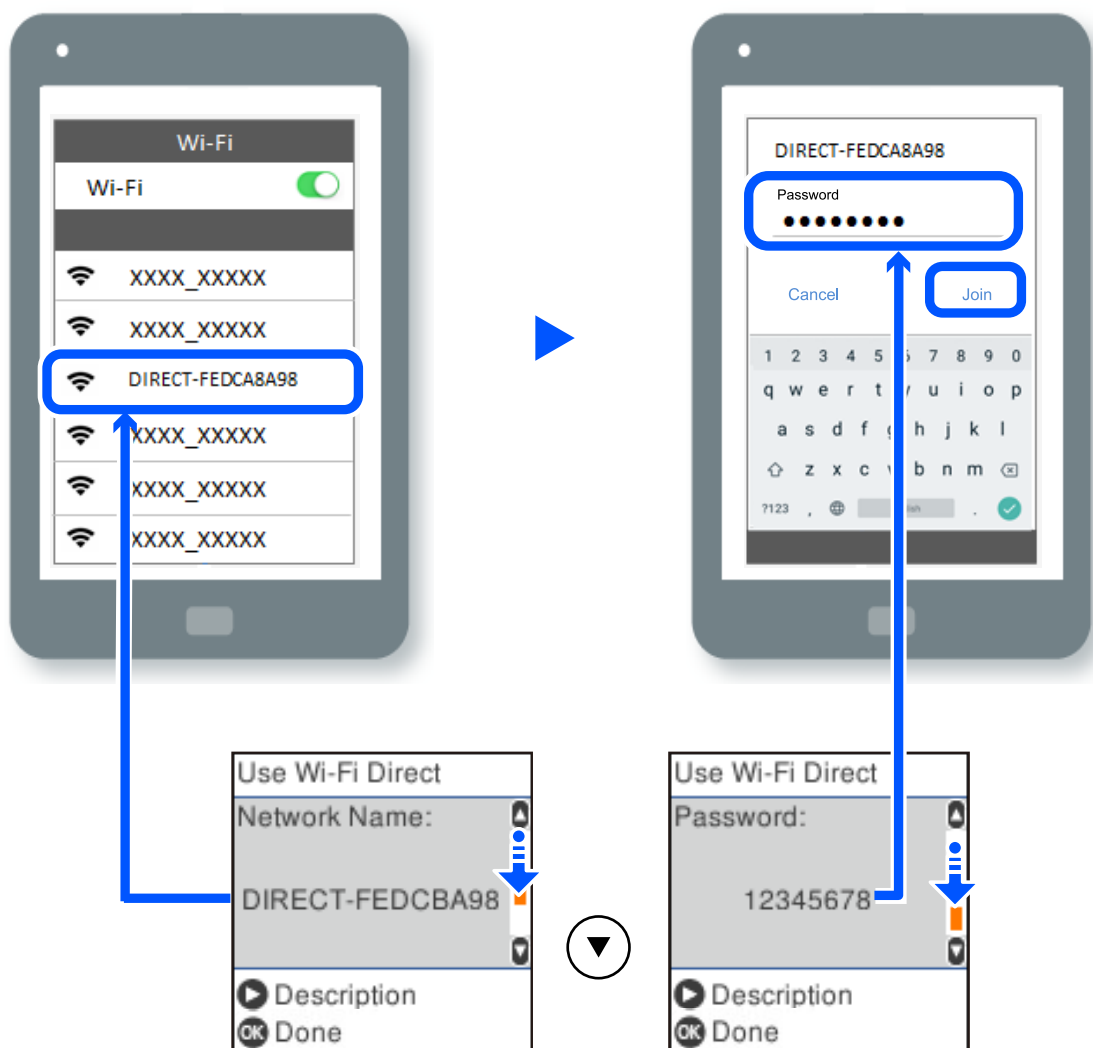 Wi-Fi
Wi-Fi
XXXX_XXXXX
XXXX_XXXXX
DIRECT-FEDCA8A98
XXXX_XXXXX
XXXX_XXXXX
XXXX_XXXXX
DIRECT-FEDCA8A98
Password
●●●●●●●●
Cancel
Join
1 2 3 4 5 7 8 9 0
q w e r t u i o p
a s d f h j k l
z x c b n m
?123 , .
Use Wi-Fi Direct
Network Name:
DIRECT-FEDCBA98
Description
OK Done
Use Wi-Fi Direct
Password:
12345678
Description
OK Done